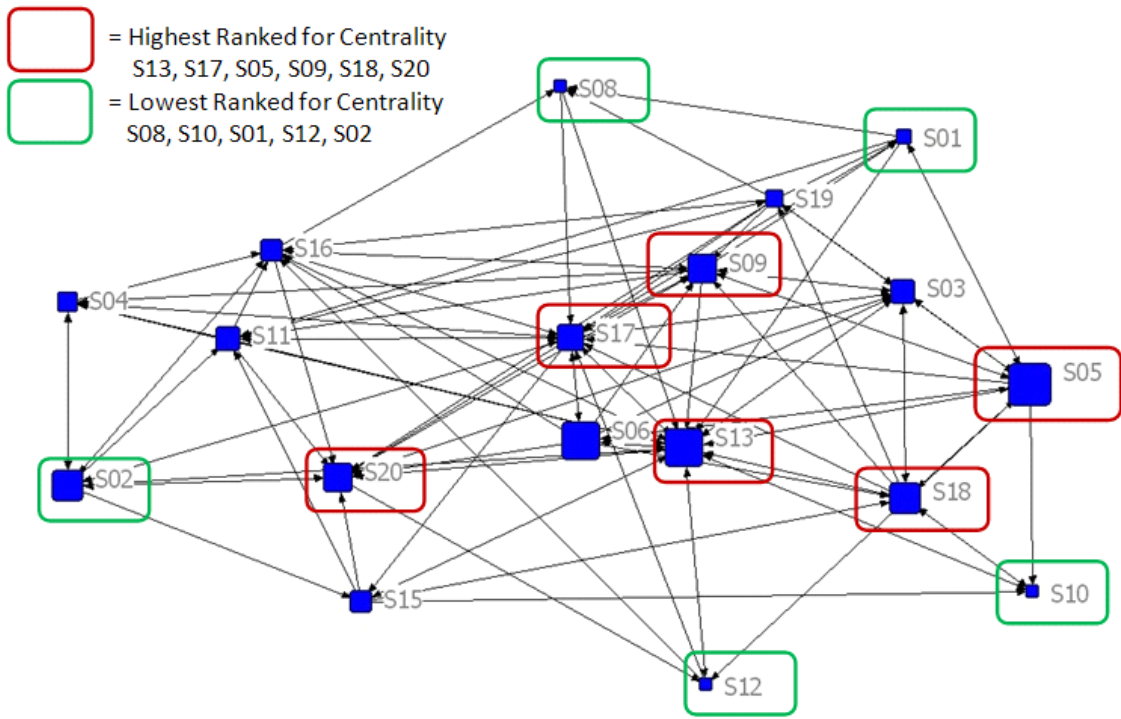 = Highest Ranked for Centrality
S13, S17, S05, S09, S18, S20
= Lowest Ranked for Centrality
S08, S10, S01, S12, S02
S08
S01
S19
S16
S09
S03
S04
S11
S17
S05
S06
S13
S02
S20
S18
S15
S10
S12